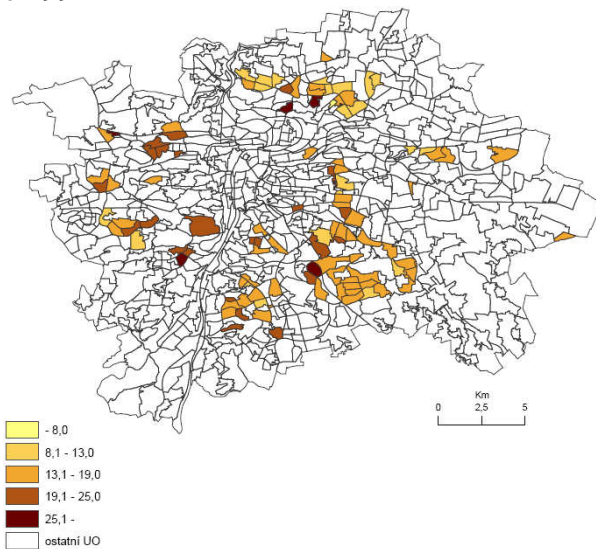 Km
0 2,5 5
- 8,0
8,1 - 13,0
13,1 - 19,0
19,1 - 25,0
25,1 -
ostatní UO